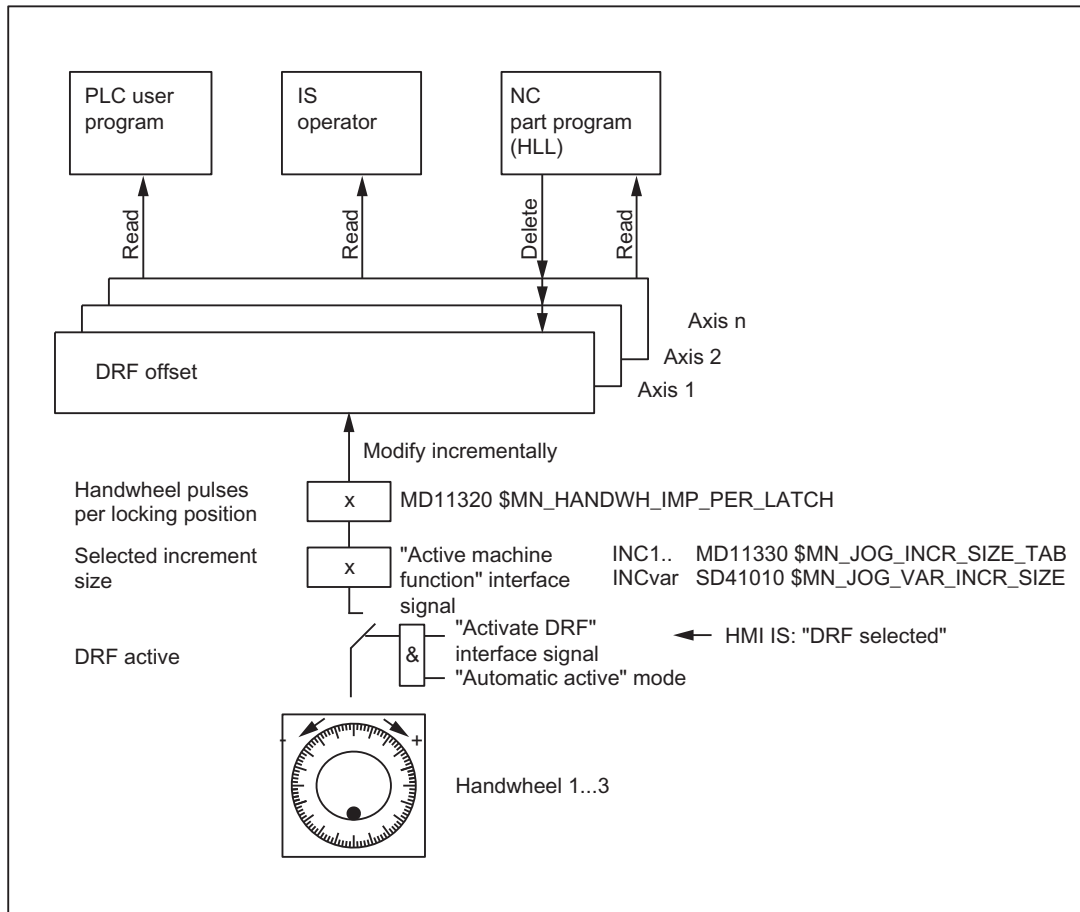 PLC user
program
IS
operator
NC
part program
(HLL)
Read
Read
Delete
Read
Axis n
Axis 2
Axis 1
DRF offset
Modify incrementally
Handwheel pulses
per locking position
x
MD11320 $MN_HANDWH_IMP_PER_LATCH
Selected increment
size
x
"Active machine
function" interface
signal
INC1.. MD11330 $MN_JOG_INCR_SIZE_TAB
INCvar SD41010 $MN_JOG_VAR_INCR_SIZE
DRF active
&
"Activate DRF"
interface signal
"Automatic active" mode
HMI IS: "DRF selected"
- +
Handwheel 1...3